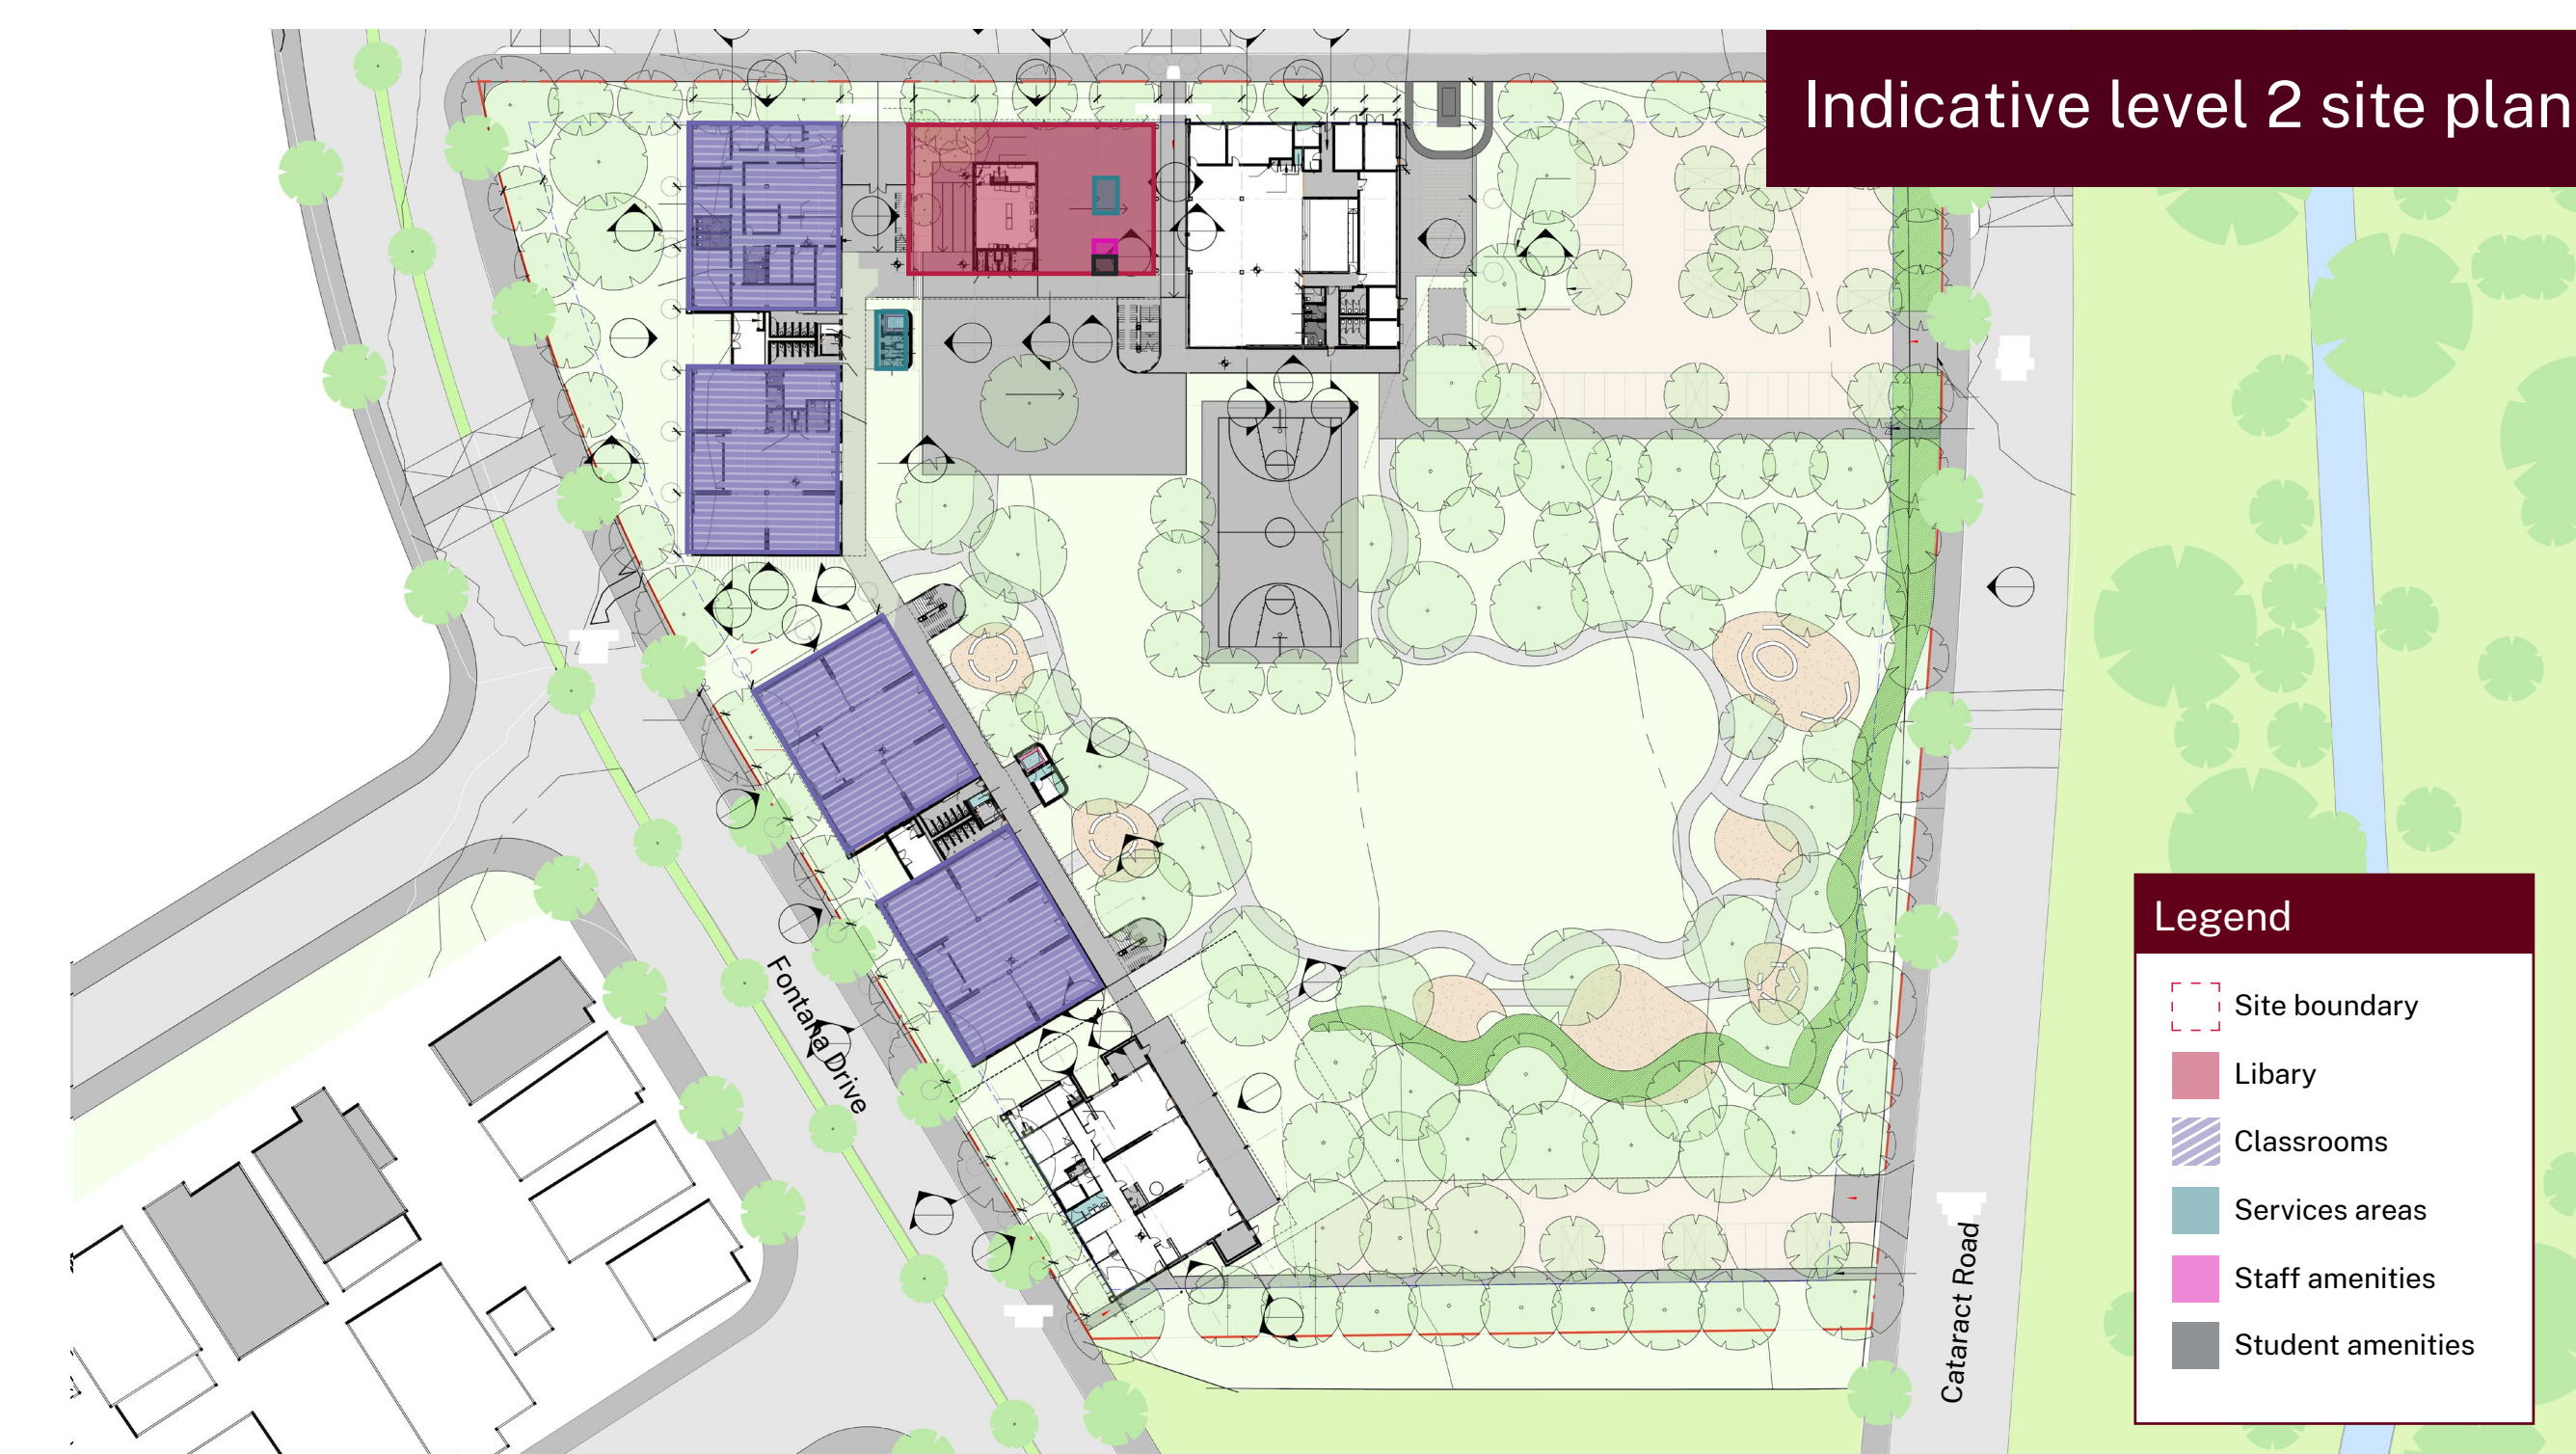 Indicative level 2 site plan
Fontana Drive
Cataract Road
Legend
Site boundary
Libary
Classrooms
Services areas
Staff amenities
Student amenities